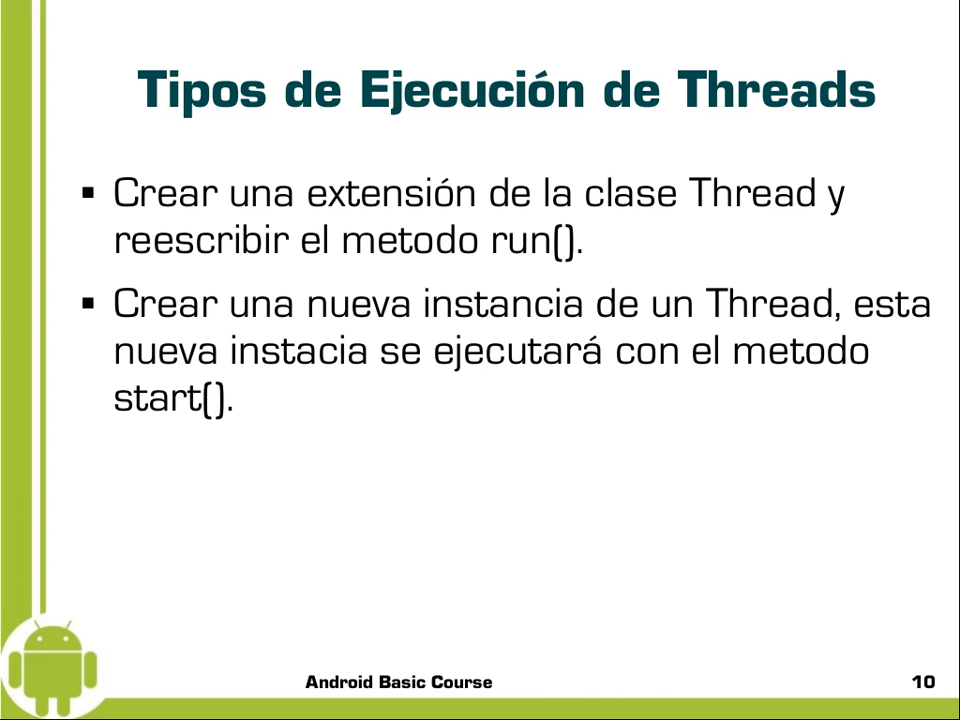 Tipos de Ejecución de Threads
▪ Crear una extensión de la clase Thread y
reescribir el metodo run().
▪ Crear una nueva instancia de un Thread, esta
nueva instacia se ejecutará con el metodo
start().
Android Basic Course
10